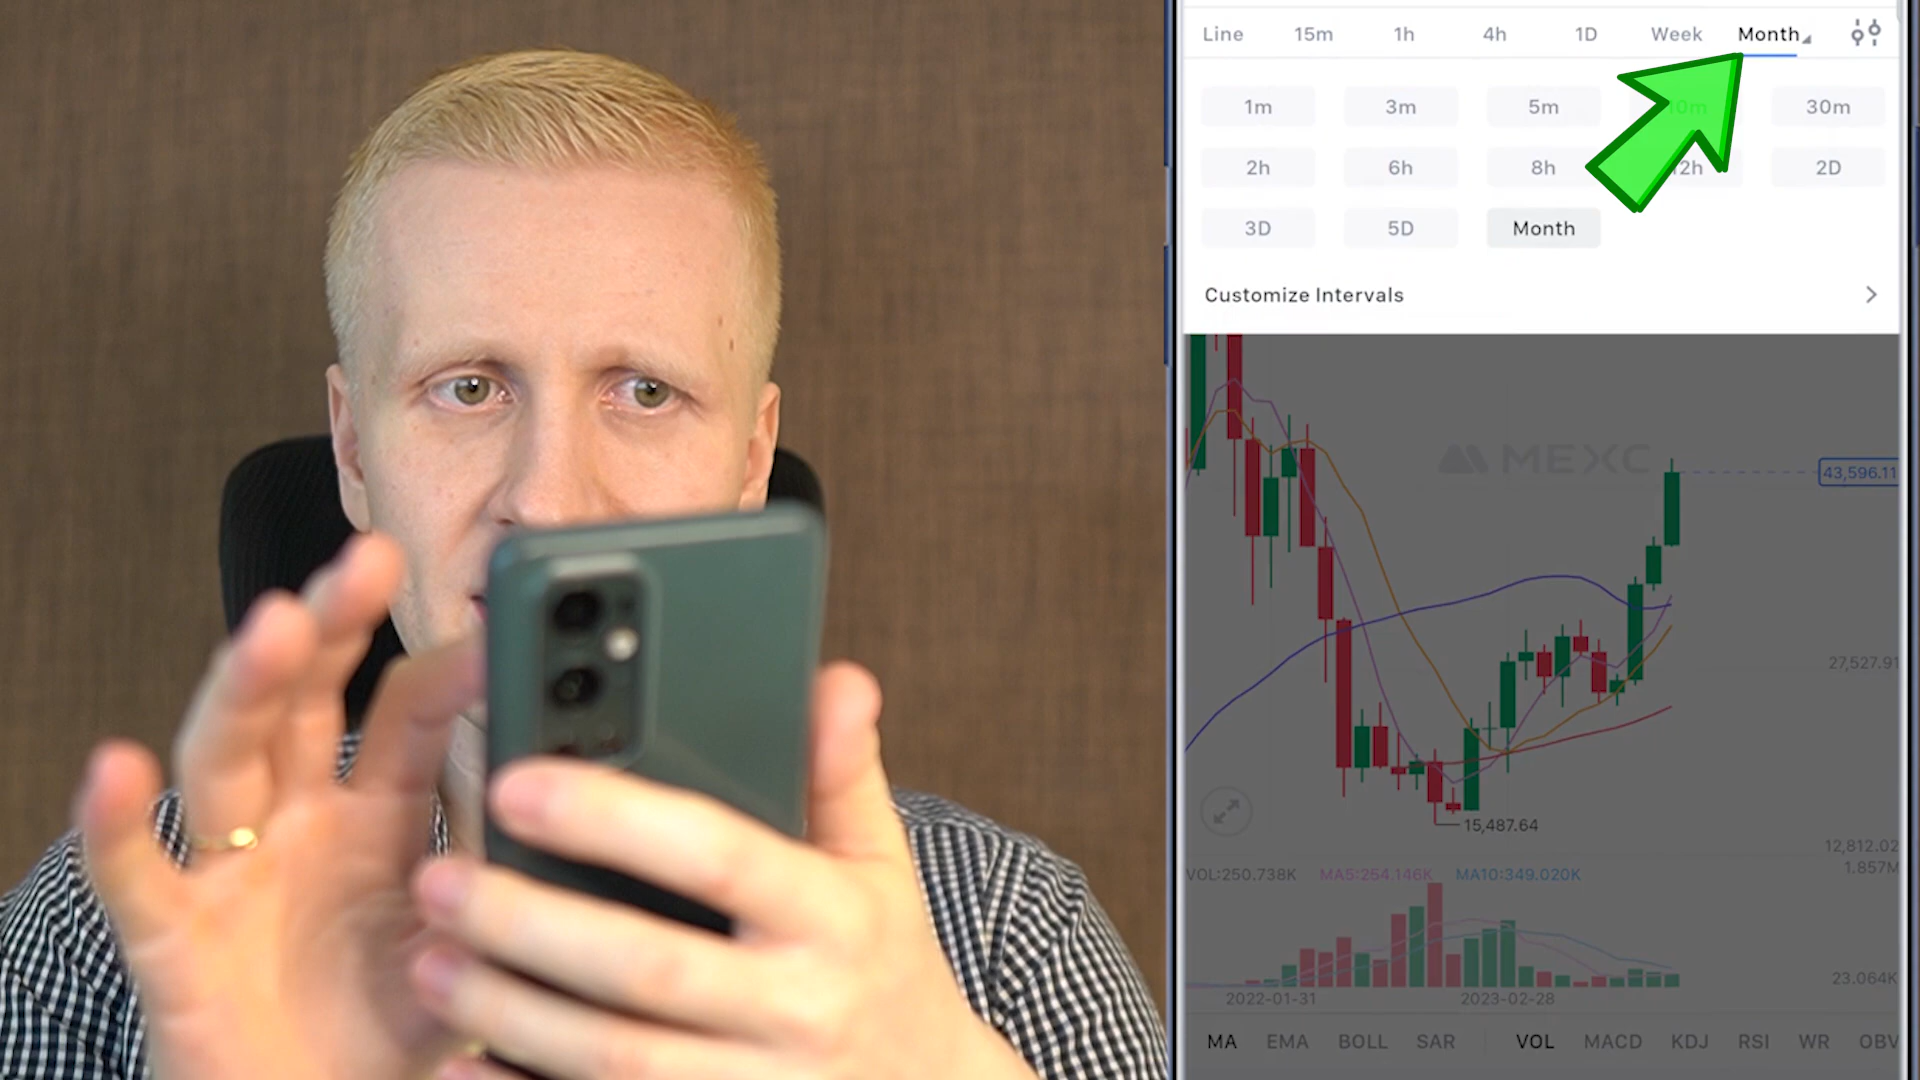 Line 15m 1h 4h 1D Week Month
1m 3m 5m 10m 30m
2h 6h 8h 12h 2D
3D 5D Month
Customize Intervals
MEXC
43,596.11
27,527.91
15,487.64
12,812.02
VOL:250.738K MA5:254.146K MA10:349.020K
1.857M
23.064K
2022-01-31 2023-02-28
MA EMA BOLL SAR VOL MACD KDJ RSI WR OBV